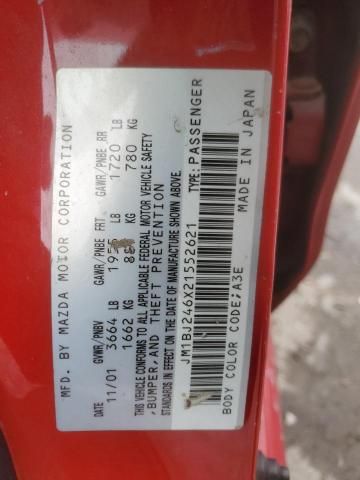 MFD. BY MAZDA MOTOR CORPORATION
DATE GVWR/PNBV GAWR/PNBE FRT GAWR/PNBE RR
11/01 3664 LB LB 1720 LB
1662 KG KG 780 KG
THIS VEHICLE CONFORMS TO ALL APPLICABLE FEDERAL MOTOR VEHICLE SAFETY
, BUMPER, AND THEFT PREVENTION
STANDARDS IN EFFECT ON THE DATE OF MANUFACTURE SHOWN ABOVE.
JM1BJ246X21552621 TYPE: PASSENGER
BODY COLOR CODE;A3E MADE IN JAPAN